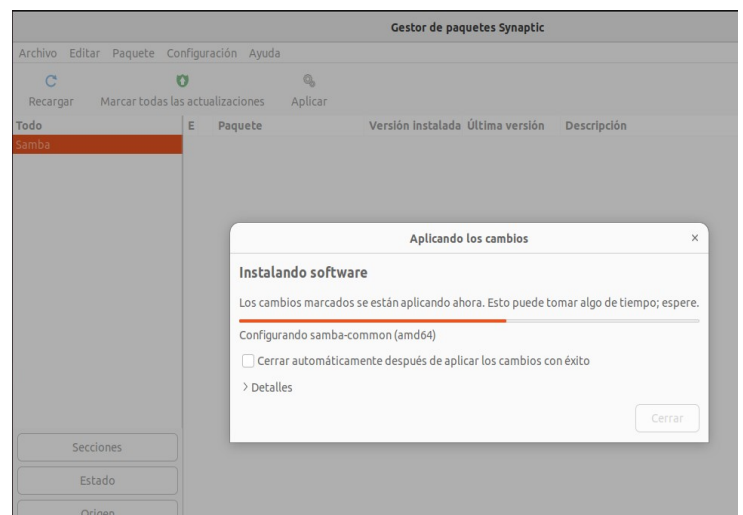 Gestor de paquetes Synaptic
Archivo Editar Paquete Configuración Ayuda
Recargar Marcar todas las actualizaciones Aplicar
Todo E Paquete Versión instalada Última versión Descripción
Samba
Aplicando los cambios ×
Instalando software
Los cambios marcados se están aplicando ahora. Esto puede tomar algo de tiempo; espere.
Configurando samba-common (amd64)
Cerrar automáticamente después de aplicar los cambios con éxito
> Detalles
Cerrar
Secciones
Estado
Origen